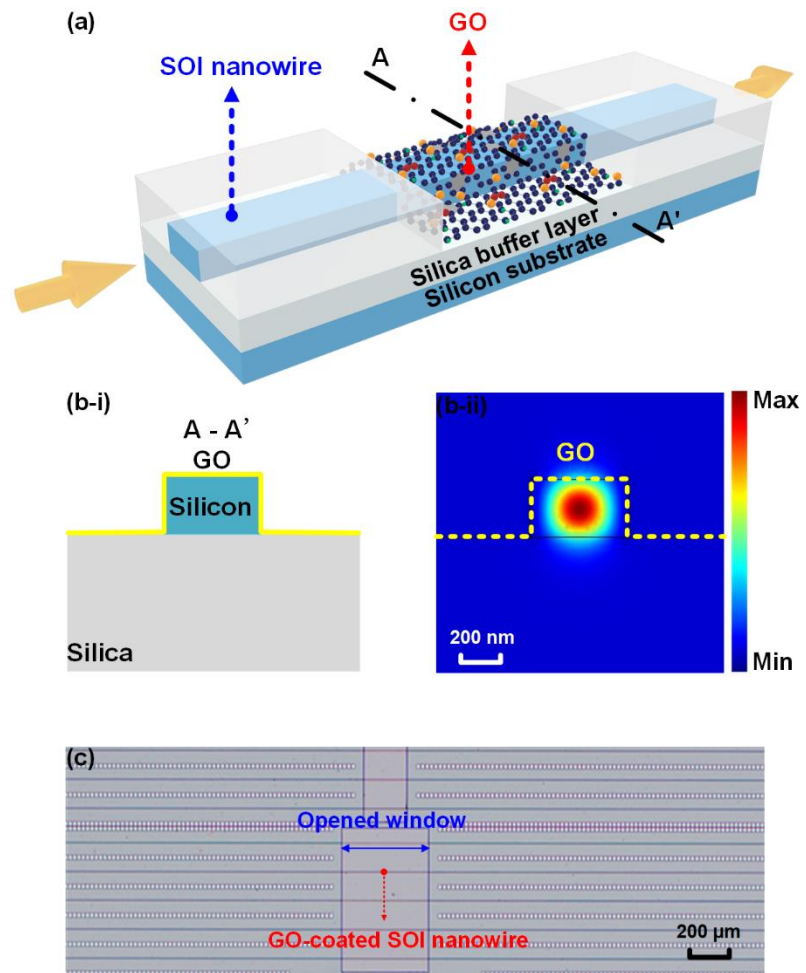 (a)
GO
SOI nanowire
A
A'
Silica buffer layer
Silicon substrate
(b-i)
A - A'
GO
Silicon
Silica
(b-ii)
GO
200 nm
Max
Min
(c)
Opened window
GO-coated SOI nanowire
200 μm